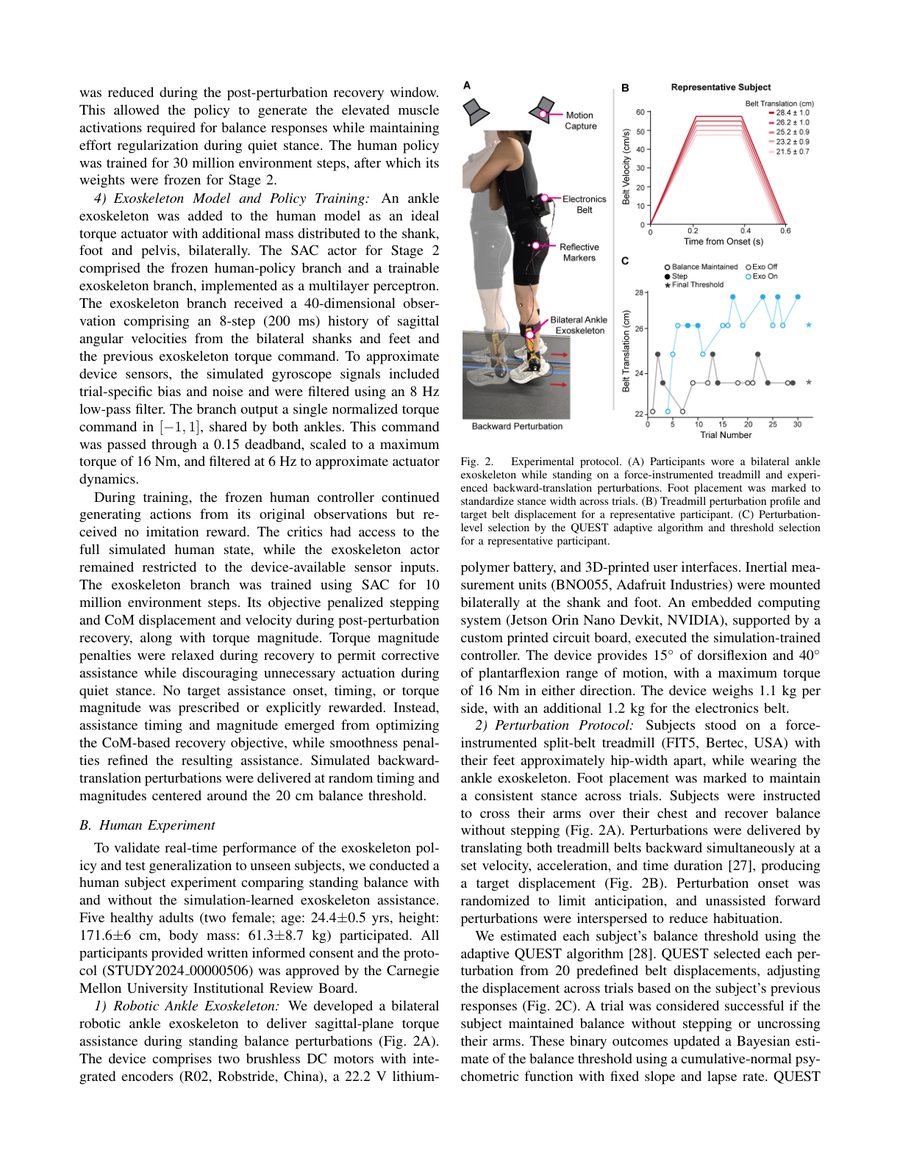 was reduced during the post-perturbation recovery window.
This allowed the policy to generate the elevated muscle
activations required for balance responses while maintaining
effort regularization during quiet stance. The human policy
was trained for 30 million environment steps, after which its
weights were frozen for Stage 2.
4) Exoskeleton Model and Policy Training: An ankle
exoskeleton was added to the human model as an ideal
torque actuator with additional mass distributed to the shank,
foot and pelvis, bilaterally. The SAC actor for Stage 2
comprised the frozen human-policy branch and a trainable
exoskeleton branch, implemented as a multilayer perceptron.
The exoskeleton branch received a 40-dimensional obser-
vation comprising an 8-step (200 ms) history of sagittal
angular velocities from the bilateral shanks and feet and
the previous exoskeleton torque command. To approximate
device sensors, the simulated gyroscope signals included
trial-specific bias and noise and were filtered using an 8 Hz
low-pass filter. The branch output a single normalized torque
command in [−1, 1], shared by both ankles. This command
was passed through a 0.15 deadband, scaled to a maximum
torque of 16 Nm, and filtered at 6 Hz to approximate actuator
dynamics.
During training, the frozen human controller continued
generating actions from its original observations but re-
ceived no imitation reward. The critics had access to the
full simulated human state, while the exoskeleton actor
remained restricted to the device-available sensor inputs.
The exoskeleton branch was trained using SAC for 10
million environment steps. Its objective penalized stepping
and CoM displacement and velocity during post-perturbation
recovery, along with torque magnitude. Torque magnitude
penalties were relaxed during recovery to permit corrective
assistance while discouraging unnecessary actuation during
quiet stance. No target assistance onset, timing, or torque
magnitude was prescribed or explicitly rewarded. Instead,
assistance timing and magnitude emerged from optimizing
the CoM-based recovery objective, while smoothness penal-
ties refined the resulting assistance. Simulated backward-
translation perturbations were delivered at random timing and
magnitudes centered around the 20 cm balance threshold.
B. Human Experiment
To validate real-time performance of the exoskeleton pol-
icy and test generalization to unseen subjects, we conducted a
human subject experiment comparing standing balance with
and without the simulation-learned exoskeleton assistance.
Five healthy adults (two female; age: 24.4±0.5 yrs, height:
171.6±6 cm, body mass: 61.3±8.7 kg) participated. All
participants provided written informed consent and the proto-
col (STUDY2024_00000506) was approved by the Carnegie
Mellon University Institutional Review Board.
1) Robotic Ankle Exoskeleton: We developed a bilateral
robotic ankle exoskeleton to deliver sagittal-plane torque
assistance during standing balance perturbations (Fig. 2A).
The device comprises two brushless DC motors with inte-
grated encoders (R02, Robstride, China), a 22.2 V lithium-
A
Motion
Capture
Electronics
Belt
Reflective
Markers
Bilateral Ankle
Exoskeleton
Backward Perturbation
B
Representative Subject
Belt Translation (cm)
28.4 ± 1.0
26.2 ± 1.0
25.2 ± 0.9
23.2 ± 0.9
21.5 ± 0.7
Belt Velocity (cm/s)
60
50
40
30
20
10
0
0 0.2 0.4 0.6
Time from Onset (s)
C
Balance Maintained Exo Off
Step Exo On
Final Threshold
Belt Translation (cm)
28
26
24
22
0 5 10 15 20 25 30
Trial Number
Fig. 2. Experimental protocol. (A) Participants wore a bilateral ankle
exoskeleton while standing on a force-instrumented treadmill and experi-
enced backward-translation perturbations. Foot placement was marked to
standardize stance width across trials. (B) Treadmill perturbation profile and
target belt displacement for a representative participant. (C) Perturbation-
level selection by the QUEST adaptive algorithm and threshold selection
for a representative participant.
polymer battery, and 3D-printed user interfaces. Inertial mea-
surement units (BNO055, Adafruit Industries) were mounted
bilaterally at the shank and foot. An embedded computing
system (Jetson Orin Nano Devkit, NVIDIA), supported by a
custom printed circuit board, executed the simulation-trained
controller. The device provides 15° of dorsiflexion and 40°
of plantarflexion range of motion, with a maximum torque
of 16 Nm in either direction. The device weighs 1.1 kg per
side, with an additional 1.2 kg for the electronics belt.
2) Perturbation Protocol: Subjects stood on a force-
instrumented split-belt treadmill (FIT5, Bertec, USA) with
their feet approximately hip-width apart, while wearing the
ankle exoskeleton. Foot placement was marked to maintain
a consistent stance across trials. Subjects were instructed
to cross their arms over their chest and recover balance
without stepping (Fig. 2A). Perturbations were delivered by
translating both treadmill belts backward simultaneously at a
set velocity, acceleration, and time duration [27], producing
a target displacement (Fig. 2B). Perturbation onset was
randomized to limit anticipation, and unassisted forward
perturbations were interspersed to reduce habituation.
We estimated each subject's balance threshold using the
adaptive QUEST algorithm [28]. QUEST selected each per-
turbation from 20 predefined belt displacements, adjusting
the displacement across trials based on the subject's previous
responses (Fig. 2C). A trial was considered successful if the
subject maintained balance without stepping or uncrossing
their arms. These binary outcomes updated a Bayesian esti-
mate of the balance threshold using a cumulative-normal psy-
chometric function with fixed slope and lapse rate. QUEST